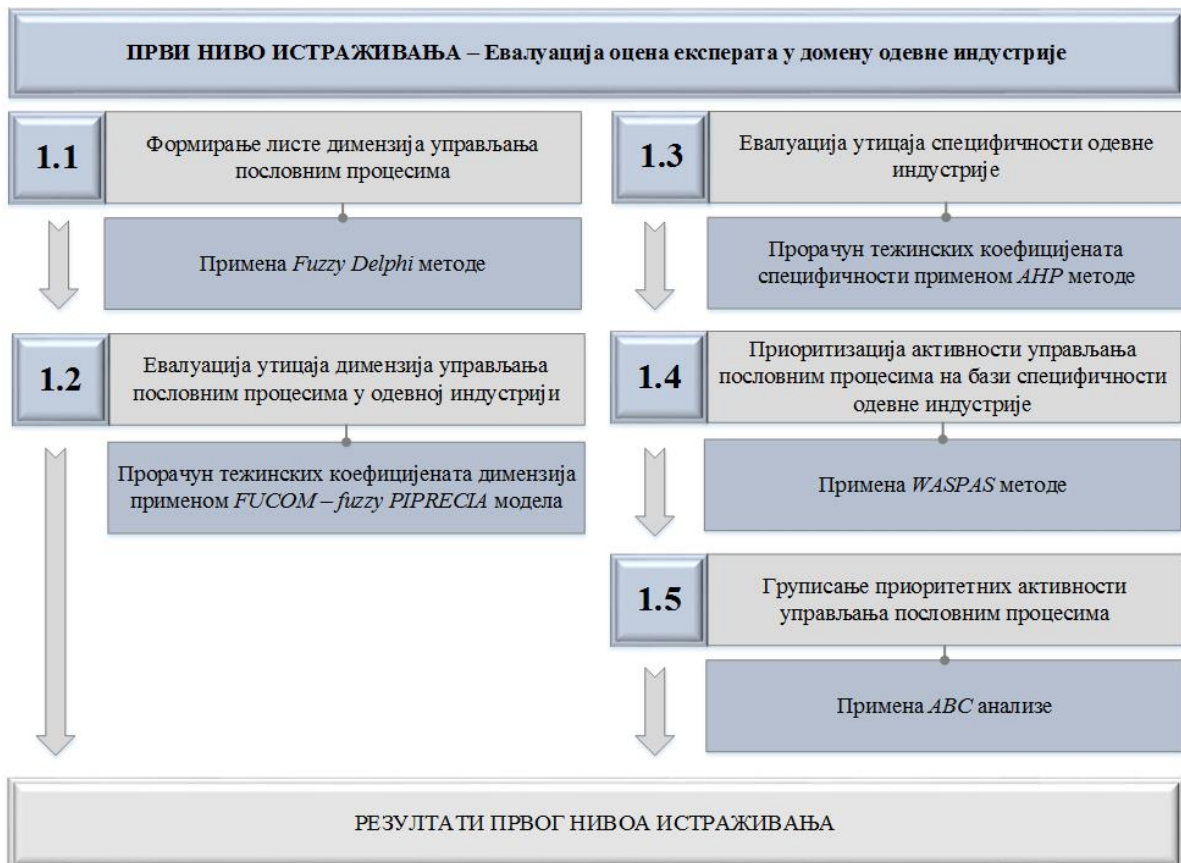 ПРВИ НИВО ИСТРАЖИВАЊА – Евалуација оцена експерата у домену одевне индустрије
1.1
Формирање листе димензија управљања
пословним процесима
Примена Fuzzy Delphi методе
1.2
Евалуација утицаја димензија управљања
пословним процесима у одевној индустрији
Прорачун тежинских коефицијената димензија
применом FUCOM – fuzzy PIPRECIA модела
1.3
Евалуација утицаја специфичности одевне
индустрије
Прорачун тежинских коефицијената
специфичности применом AHP методе
1.4
Приоритизација активности управљања
пословним процесима на бази специфичности
одевне индустрије
Примена WASPAS методе
1.5
Груписање приоритетних активности
управљања пословним процесима
Примена ABC анализе
РЕЗУЛТАТИ ПРВОГ НИВОА ИСТРАЖИВАЊА